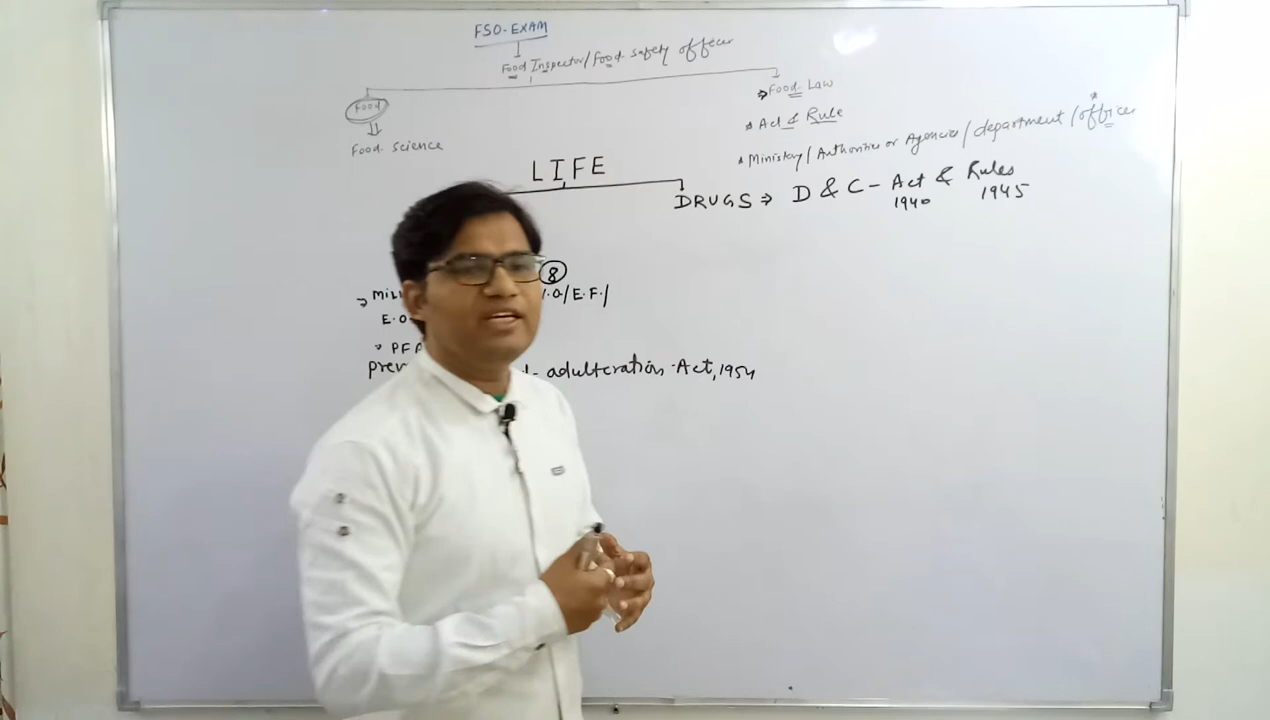 FSO-EXAM
Food Inspector/Food safety officer
Food
Food Law
Food Science
* Act & Rule
* Ministry/Authorities or Agencies/department/office
LIFE
DRUGS ⇒ D & C - Act & Rules
1940 1945
8
E.F./
E.O
PFA
adulteration Act, 1954